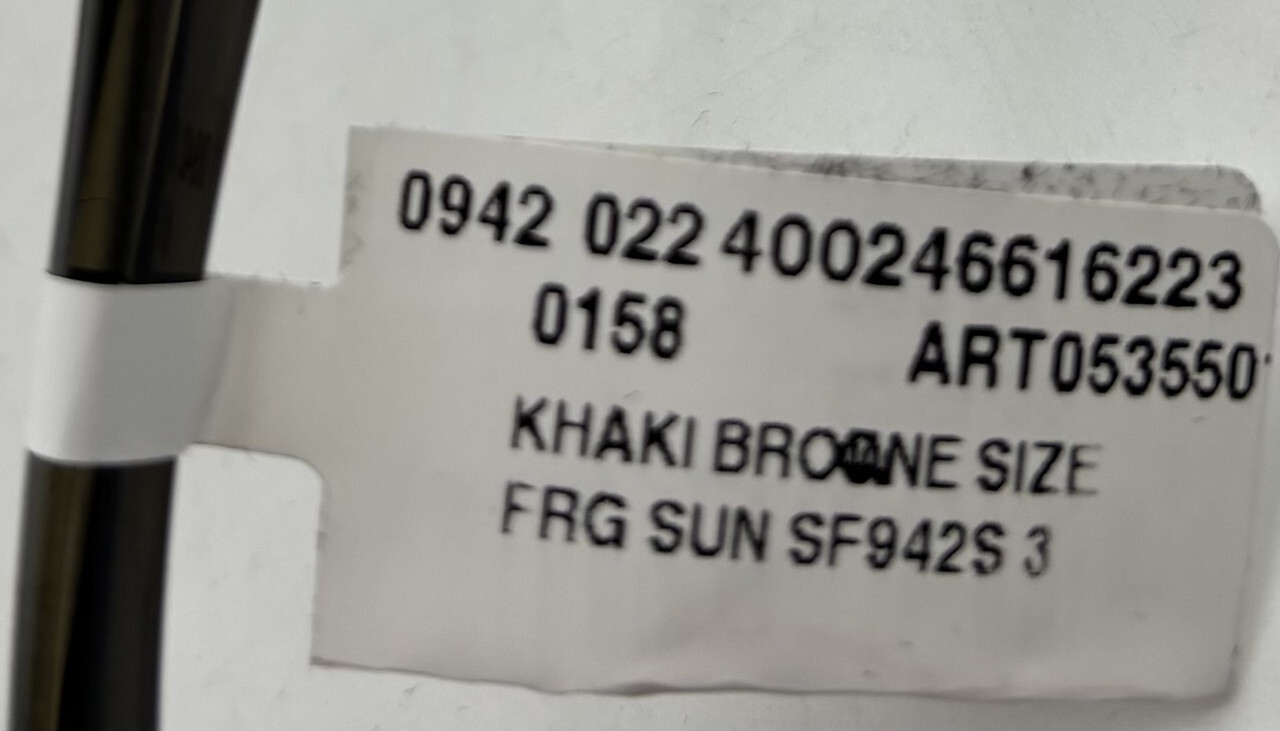 0942 022 400246616223
0158 ART053550
KHAKI SIZE
FRG SUN SF942S 3